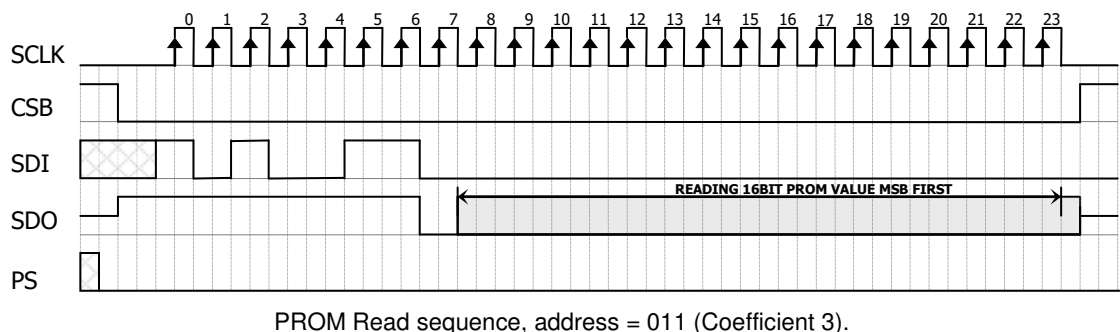 0 1 2 3 4 5 6 7 8 9 10 11 12 13 14 15 16 17 18 19 20 21 22 23
SCLK
CSB
SDI
READING 16BIT PROM VALUE MSB FIRST
SDO
PS
PROM Read sequence, address = 011 (Coefficient 3).